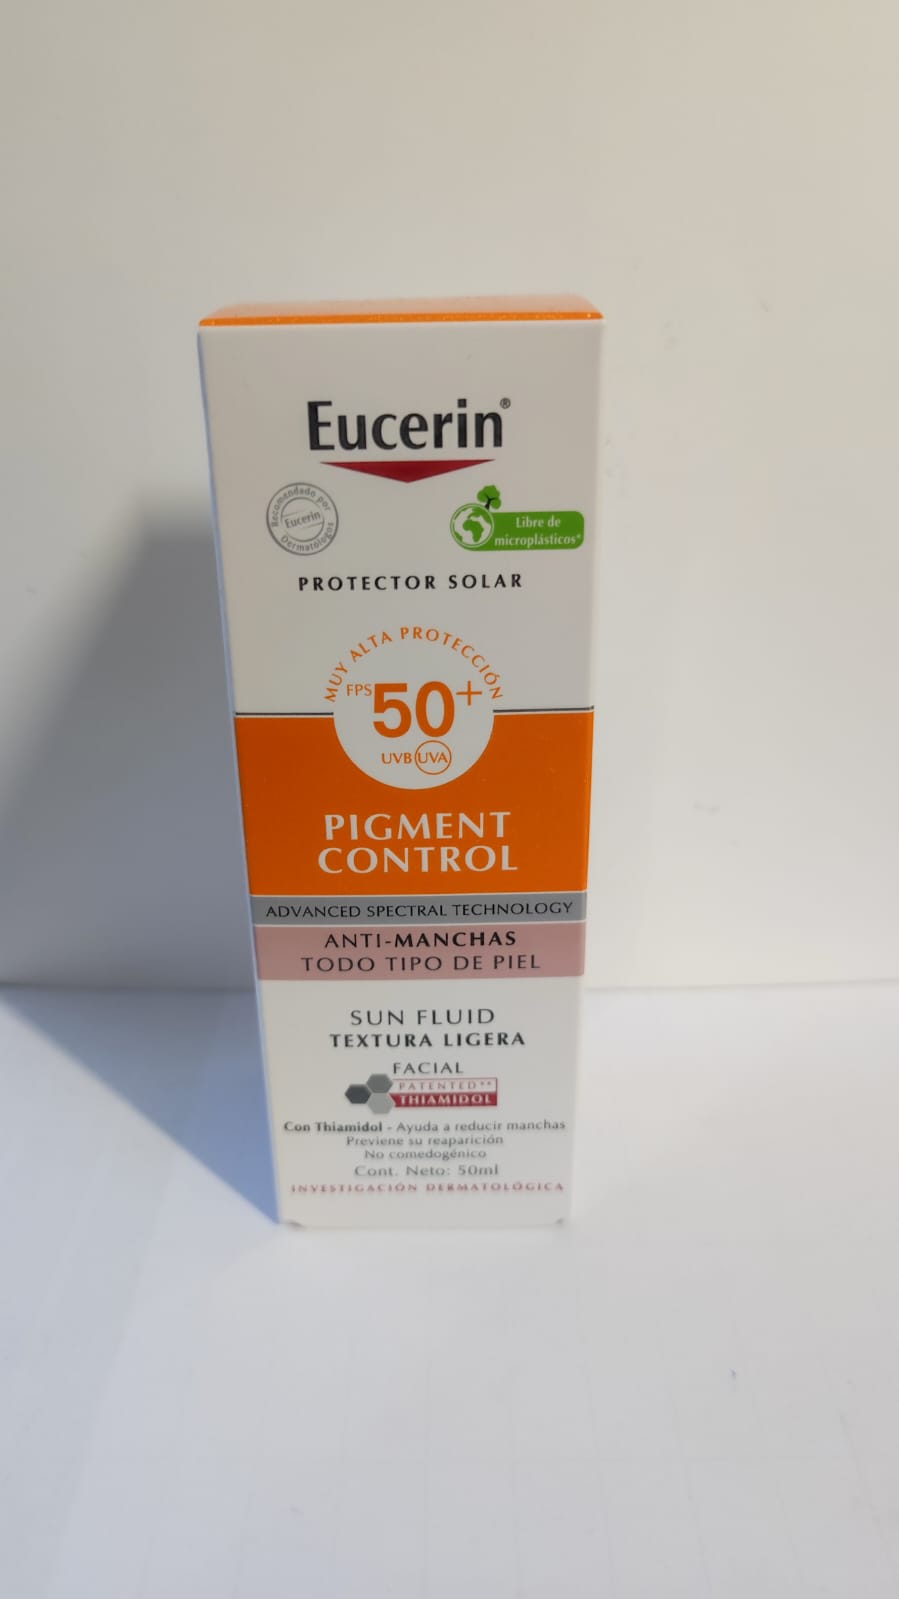 Eucerin®
Recomendado por
Eucerin
Dermatólogos
Libre de
microplásticos*
PROTECTOR SOLAR
MUY ALTA PROTECCIÓN
FPS 50+
UVB UVA
PIGMENT
CONTROL
ADVANCED SPECTRAL TECHNOLOGY
ANTI-MANCHAS
TODO TIPO DE PIEL
SUN FLUID
TEXTURA LIGERA
FACIAL
PATENTED**
THIAMIDOL
Con Thiamidol - Ayuda a reducir manchas
Previene su reaparición
No comedogénico
Cont. Neto: 50ml
INVESTIGACIÓN DERMATOLÓGICA